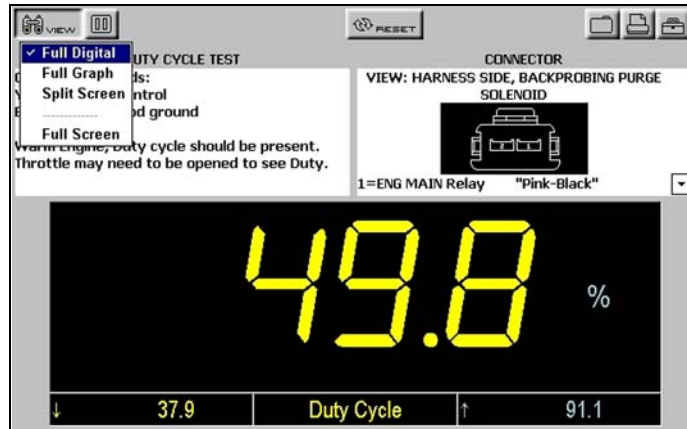 VIEW
RESET
✓ Full Digital
Full Graph
Split Screen
------------
Full Screen
UTY CYCLE TEST
ds:
ntrol
od ground
Warm Engine, Duty cycle should be present.
Throttle may need to be opened to see Duty.
CONNECTOR
VIEW: HARNESS SIDE, BACKPROBING PURGE
SOLENOID
2 1
1=ENG MAIN Relay "Pink-Black"
49.8 %
↓ 37.9 Duty Cycle ↑ 91.1